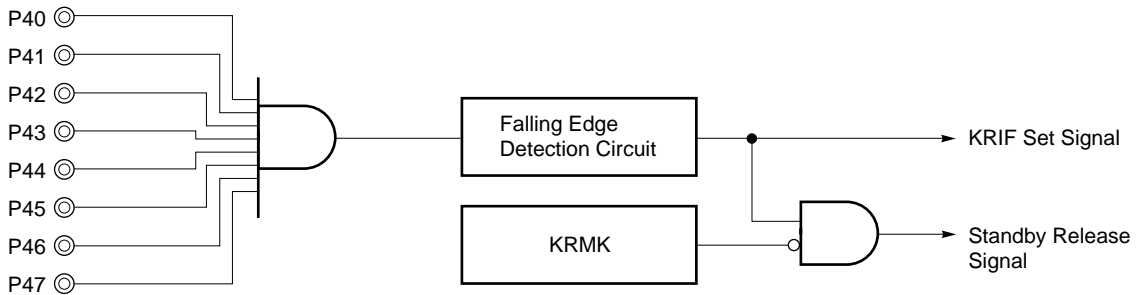 P40
P41
P42
P43
P44
P45
P46
P47
Falling Edge
Detection Circuit
KRIF Set Signal
KRMK
Standby Release
Signal